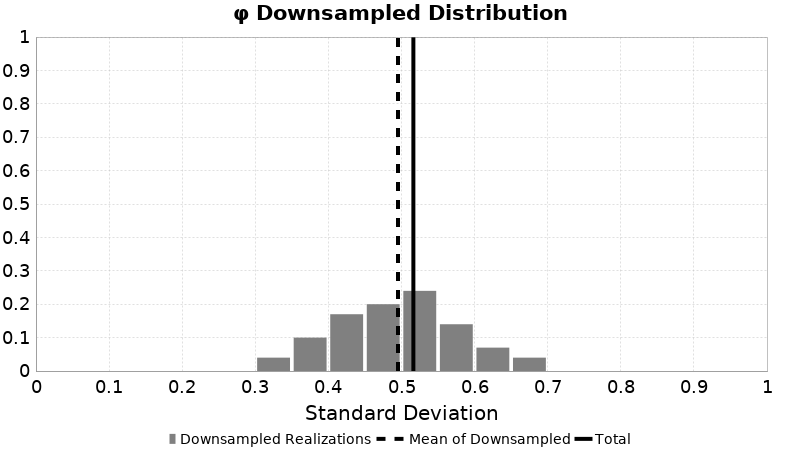 φ Downsampled Distribution
1
0.9
0.8
0.7
0.6
0.5
0.4
0.3
0.2
0.1
0
0 0.1 0.2 0.3 0.4 0.5 0.6 0.7 0.8 0.9 1
Standard Deviation
Downsampled Realizations Mean of Downsampled Total